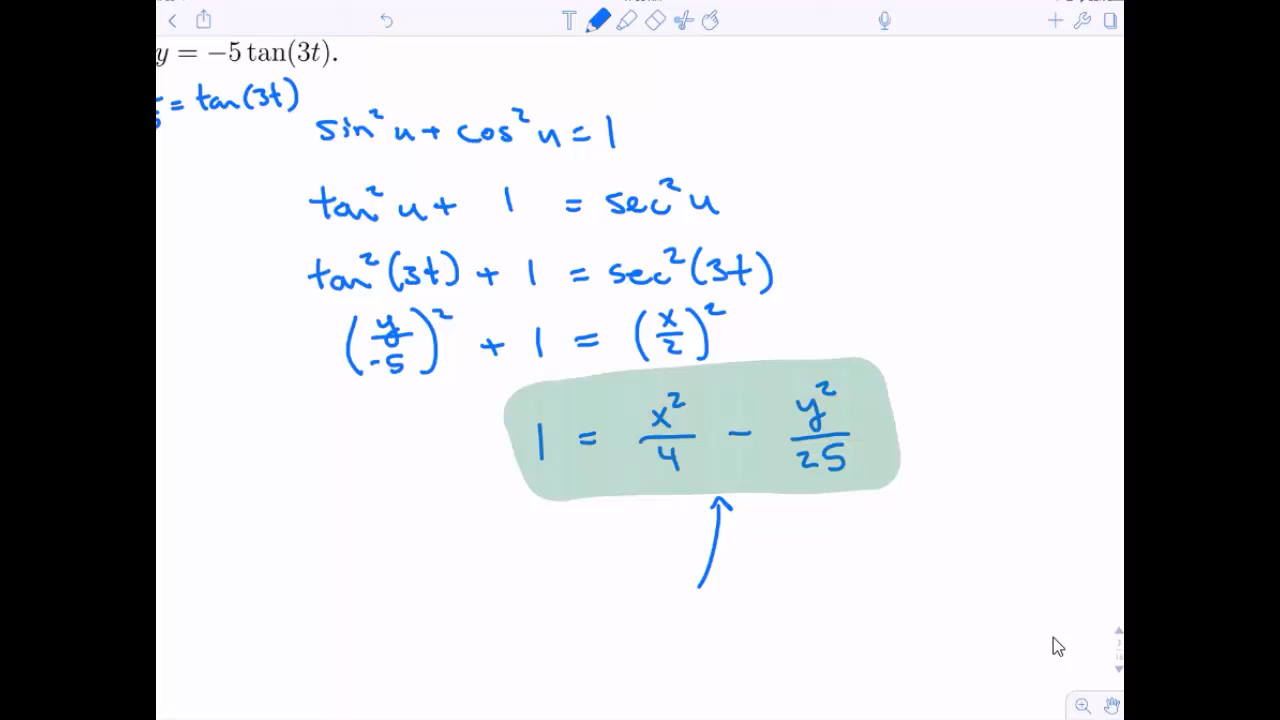 y = −5 tan(3t).
= tan(3t)
sin² u + cos² u = 1
tan² u + 1 = sec² u
tan² (3t) + 1 = sec² (3t)
(y/-5)² + 1 = (x/2)²
1 = x²/4 − y²/25